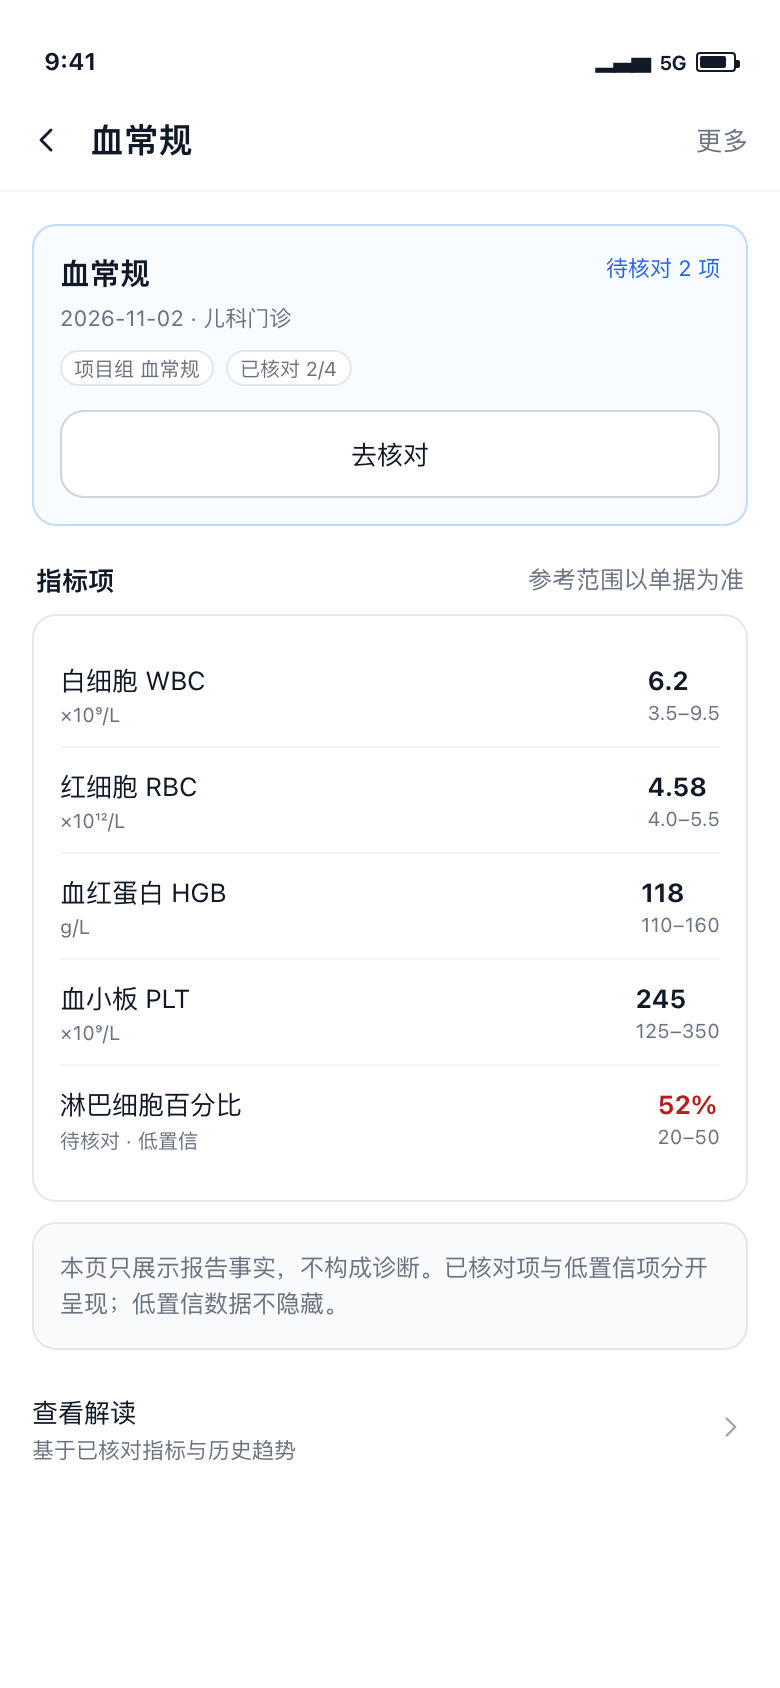 9:41
5G
血常规
更多
血常规
待核对 2 项
2026-11-02 · 儿科门诊
项目组 血常规
已核对 2/4
去核对
指标项
参考范围以单据为准
白细胞 WBC
6.2
×10⁹/L
3.5–9.5
红细胞 RBC
4.58
×10¹²/L
4.0–5.5
血红蛋白 HGB
118
g/L
110–160
血小板 PLT
245
×10⁹/L
125–350
淋巴细胞百分比
52%
待核对 · 低置信
20–50
本页只展示报告事实，不构成诊断。已核对项与低置信项分开
呈现；低置信数据不隐藏。
查看解读
基于已核对指标与历史趋势